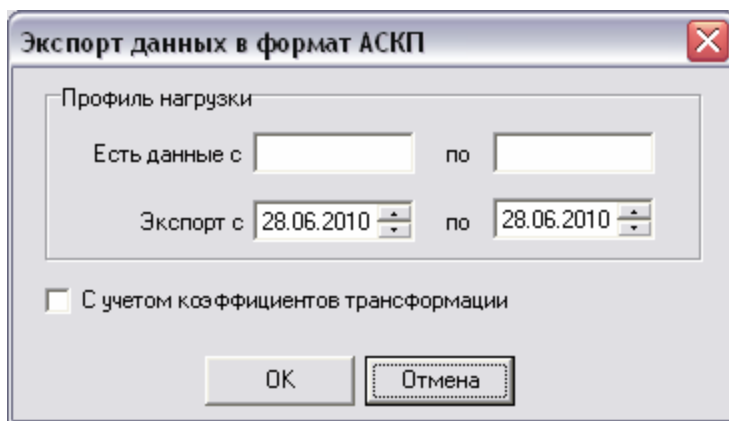 Экспорт данных в формат АСКП
Профиль нагрузки
Есть данные с по
Экспорт с 28.06.2010 по 28.06.2010
С учетом коэффициентов трансформации
OK Отмена